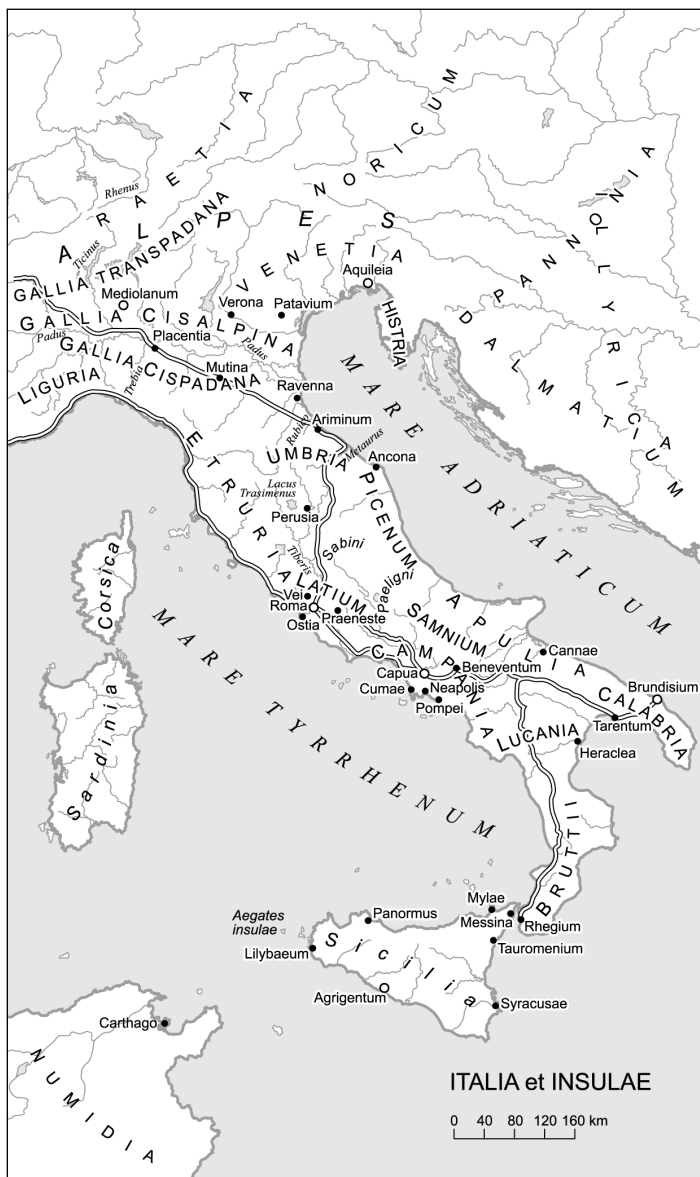 RAETIA
NORICUM
Rhenus
ALPES
Ticinus
GALLIA TRANSPADANA
VENETIA
Aquileia
PANNONIA
ILLYRICA
Mediolanum
Verona
Patavium
HISTRIA
DALMATIUM
GALLIA CISALPINA
Padus
Padus
Placentia
GALLIA CISPADANA
Mutina
LIGURIA
Trebia
Ravenna
MARE ADRIATICUM
Rubico
Ariminum
ETRURIA
UMBRIA
Metaurus
Ancona
Lacus
Trasimenus
PICENUM
Perusia
Corsica
Sabini
Tiberis
Paeligni
LATIUM
Vei
Roma
Praeneste
Ostia
SAMNIUM
APULIA
MARE TYRRHENUM
CAMPANIA
Cannae
Capua
Beneventum
Cumae
Neapolis
Pompei
Brundisium
CALABRIA
Tarentum
Sardinia
LUCANIA
Heraclea
BRUTTII
Mylae
Messina
Rhegium
Aegates
insulae
Panormus
Lilybaeum
Sicilia
Tauromenium
Agrigentum
Syracusae
Carthago
NUMIDIA
ITALIA et INSULAE
0 40 80 120 160 km